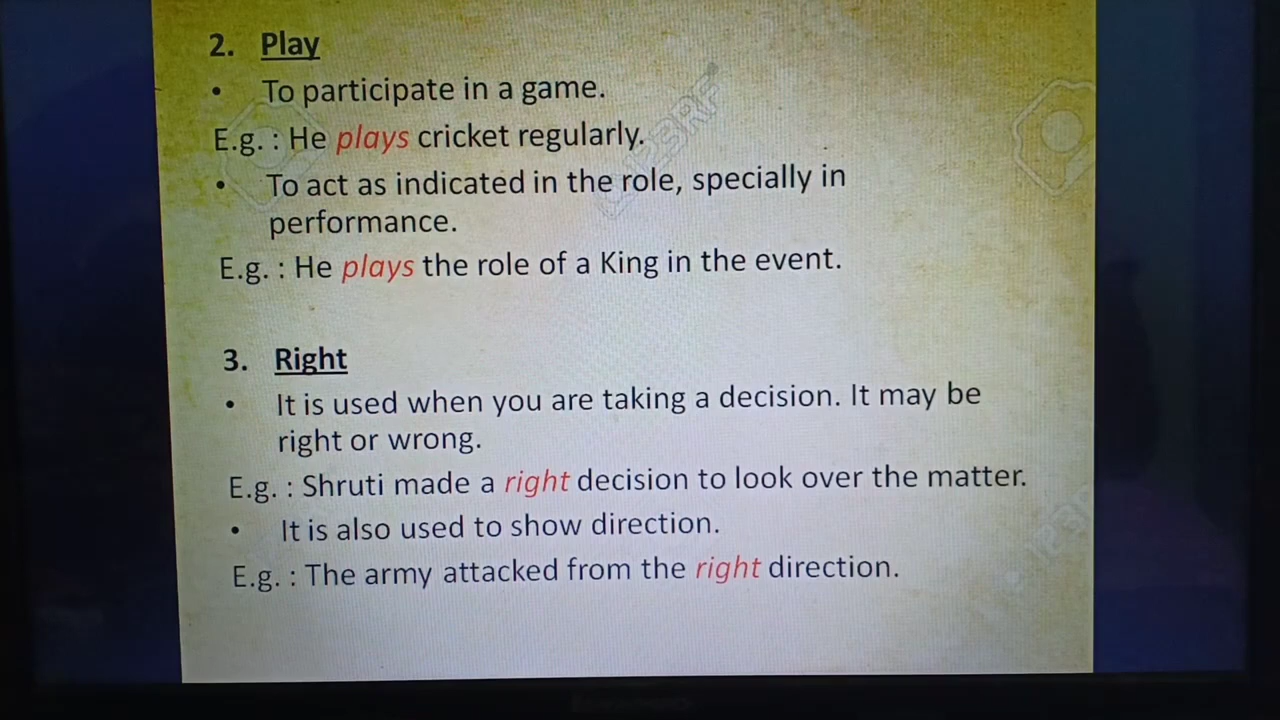 2. Play
• To participate in a game.
E.g. : He plays cricket regularly.
• To act as indicated in the role, specially in
performance.
E.g. : He plays the role of a King in the event.
3. Right
• It is used when you are taking a decision. It may be
right or wrong.
E.g. : Shruti made a right decision to look over the matter.
• It is also used to show direction.
E.g. : The army attacked from the right direction.
123RF